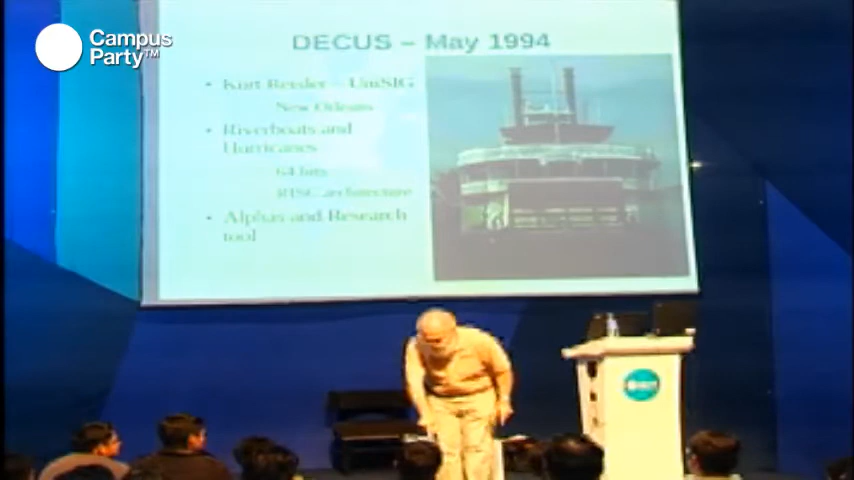 Campus
Party™
DECUS – May 1994
• Kurt Reisler – UniSIG
New Orleans
• Riverboats and
Hurricanes
64 bits
RISC architecture
• Alphas and Research
tool